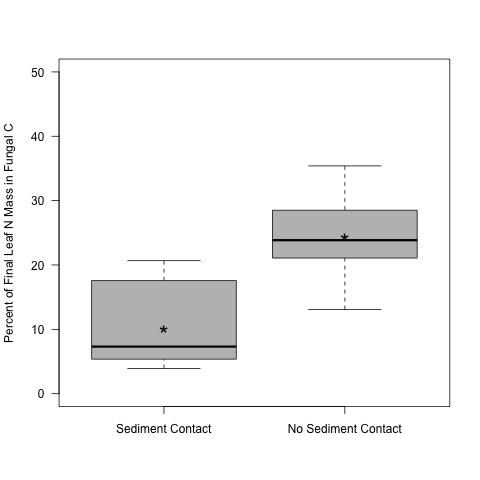 Percent of Final Leaf N Mass in Fungal C
50
40
30
20
10
0
*
*
Sediment Contact
No Sediment Contact